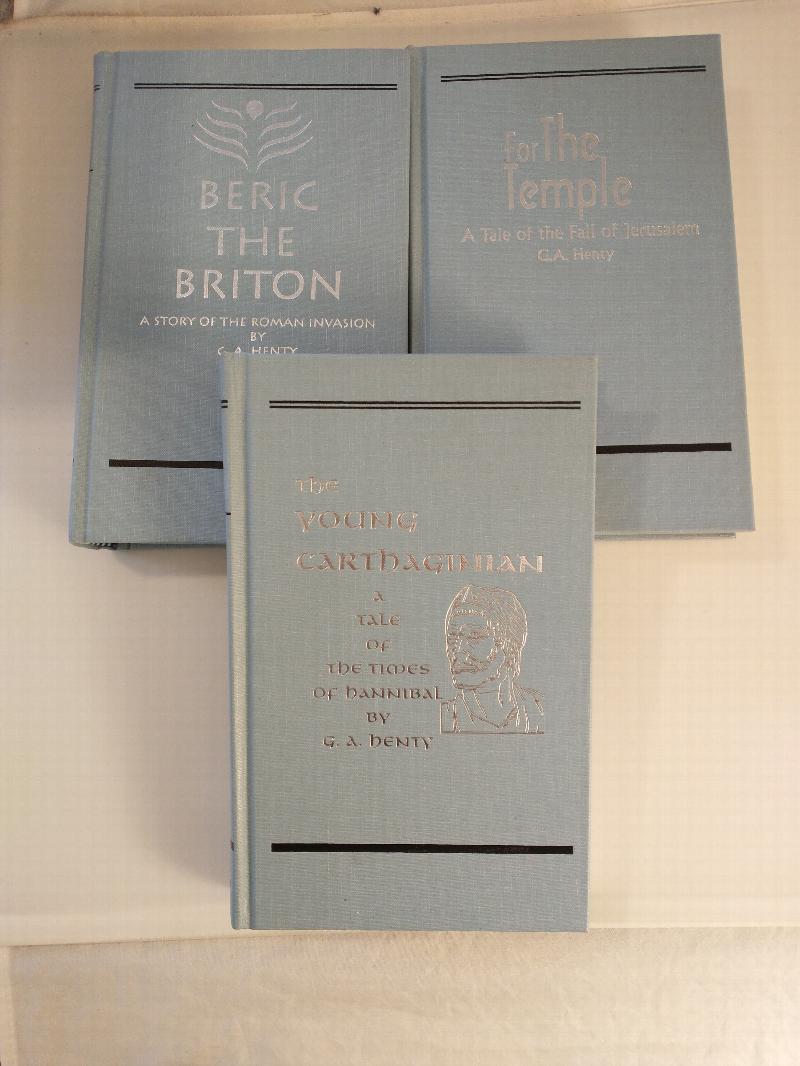 BERIC
THE
BRITON
A STORY OF THE ROMAN INVASION
BY
G. A. HENTY
For The
Temple
A Tale of the Fall of Jerusalem
G.A. Henty
the
YOUNG
CARTHAGINIAN
A
TALE
OF
THE TIMES
OF HANNIBAL
BY
G. A. HENTY